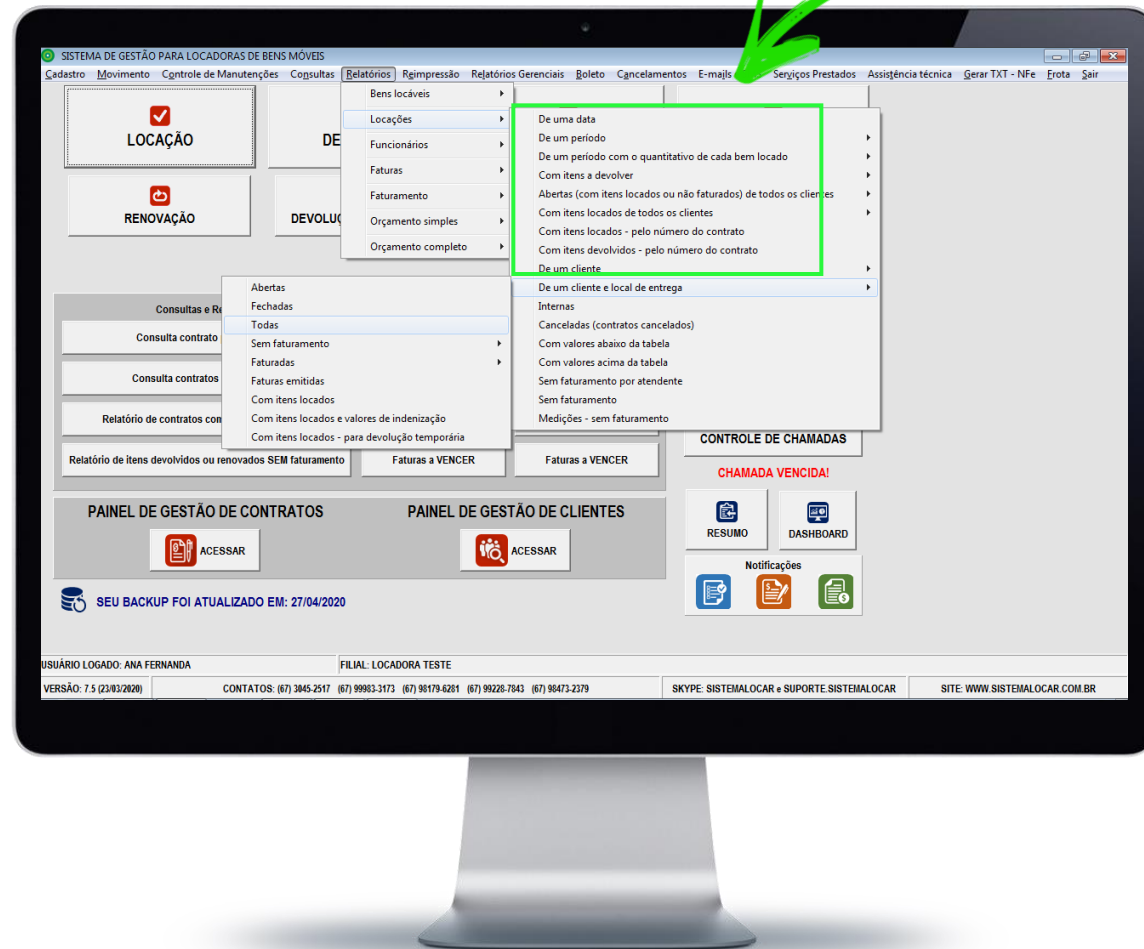 SISTEMA DE GESTÃO PARA LOCADORAS DE BENS MÓVEIS
Cadastro Movimento Controle de Manutenções Consultas Relatórios Reimpressão Relatórios Gerenciais Boleto Cancelamentos E-mails Serviços Prestados Assistência técnica Gerar TXT - NFe Frota Sair
LOCAÇÃO
DE
RENOVAÇÃO
DEVOLUÇ
Bens locáveis
Locações
Funcionários
Faturas
Faturamento
Orçamento simples
Orçamento completo
De uma data
De um período
De um período com o quantitativo de cada bem locado
Com itens a devolver
Abertas (com itens locados ou não faturados) de todos os clientes
Com itens locados de todos os clientes
Com itens locados - pelo número do contrato
Com itens devolvidos - pelo número do contrato
De um cliente
De um cliente e local de entrega
Internas
Canceladas (contratos cancelados)
Com valores abaixo da tabela
Com valores acima da tabela
Sem faturamento por atendente
Sem faturamento
Medições - sem faturamento
Abertas
Fechadas
Todas
Sem faturamento
Faturadas
Faturas emitidas
Com itens locados
Com itens locados e valores de indenização
Com itens locados - para devolução temporária
Consultas e Re
Consulta contrato
Consulta contratos
Relatório de contratos com
Relatório de itens devolvidos ou renovados SEM faturamento
Faturas a VENCER
Faturas a VENCER
CONTROLE DE CHAMADAS
CHAMADA VENCIDA!
PAINEL DE GESTÃO DE CONTRATOS
ACESSAR
PAINEL DE GESTÃO DE CLIENTES
ACESSAR
RESUMO
DASHBOARD
Notificações
SEU BACKUP FOI ATUALIZADO EM: 27/04/2020
USUÁRIO LOGADO: ANA FERNANDA
FILIAL: LOCADORA TESTE
VERSÃO: 7.5 (23/03/2020)
CONTATOS: (67) 3045-2517 (67) 99983-3173 (67) 98179-6281 (67) 99228-7843 (67) 98473-2379
SKYPE: SISTEMALOCAR e SUPORTE.SISTEMALOCAR
SITE: WWW.SISTEMALOCAR.COM.BR